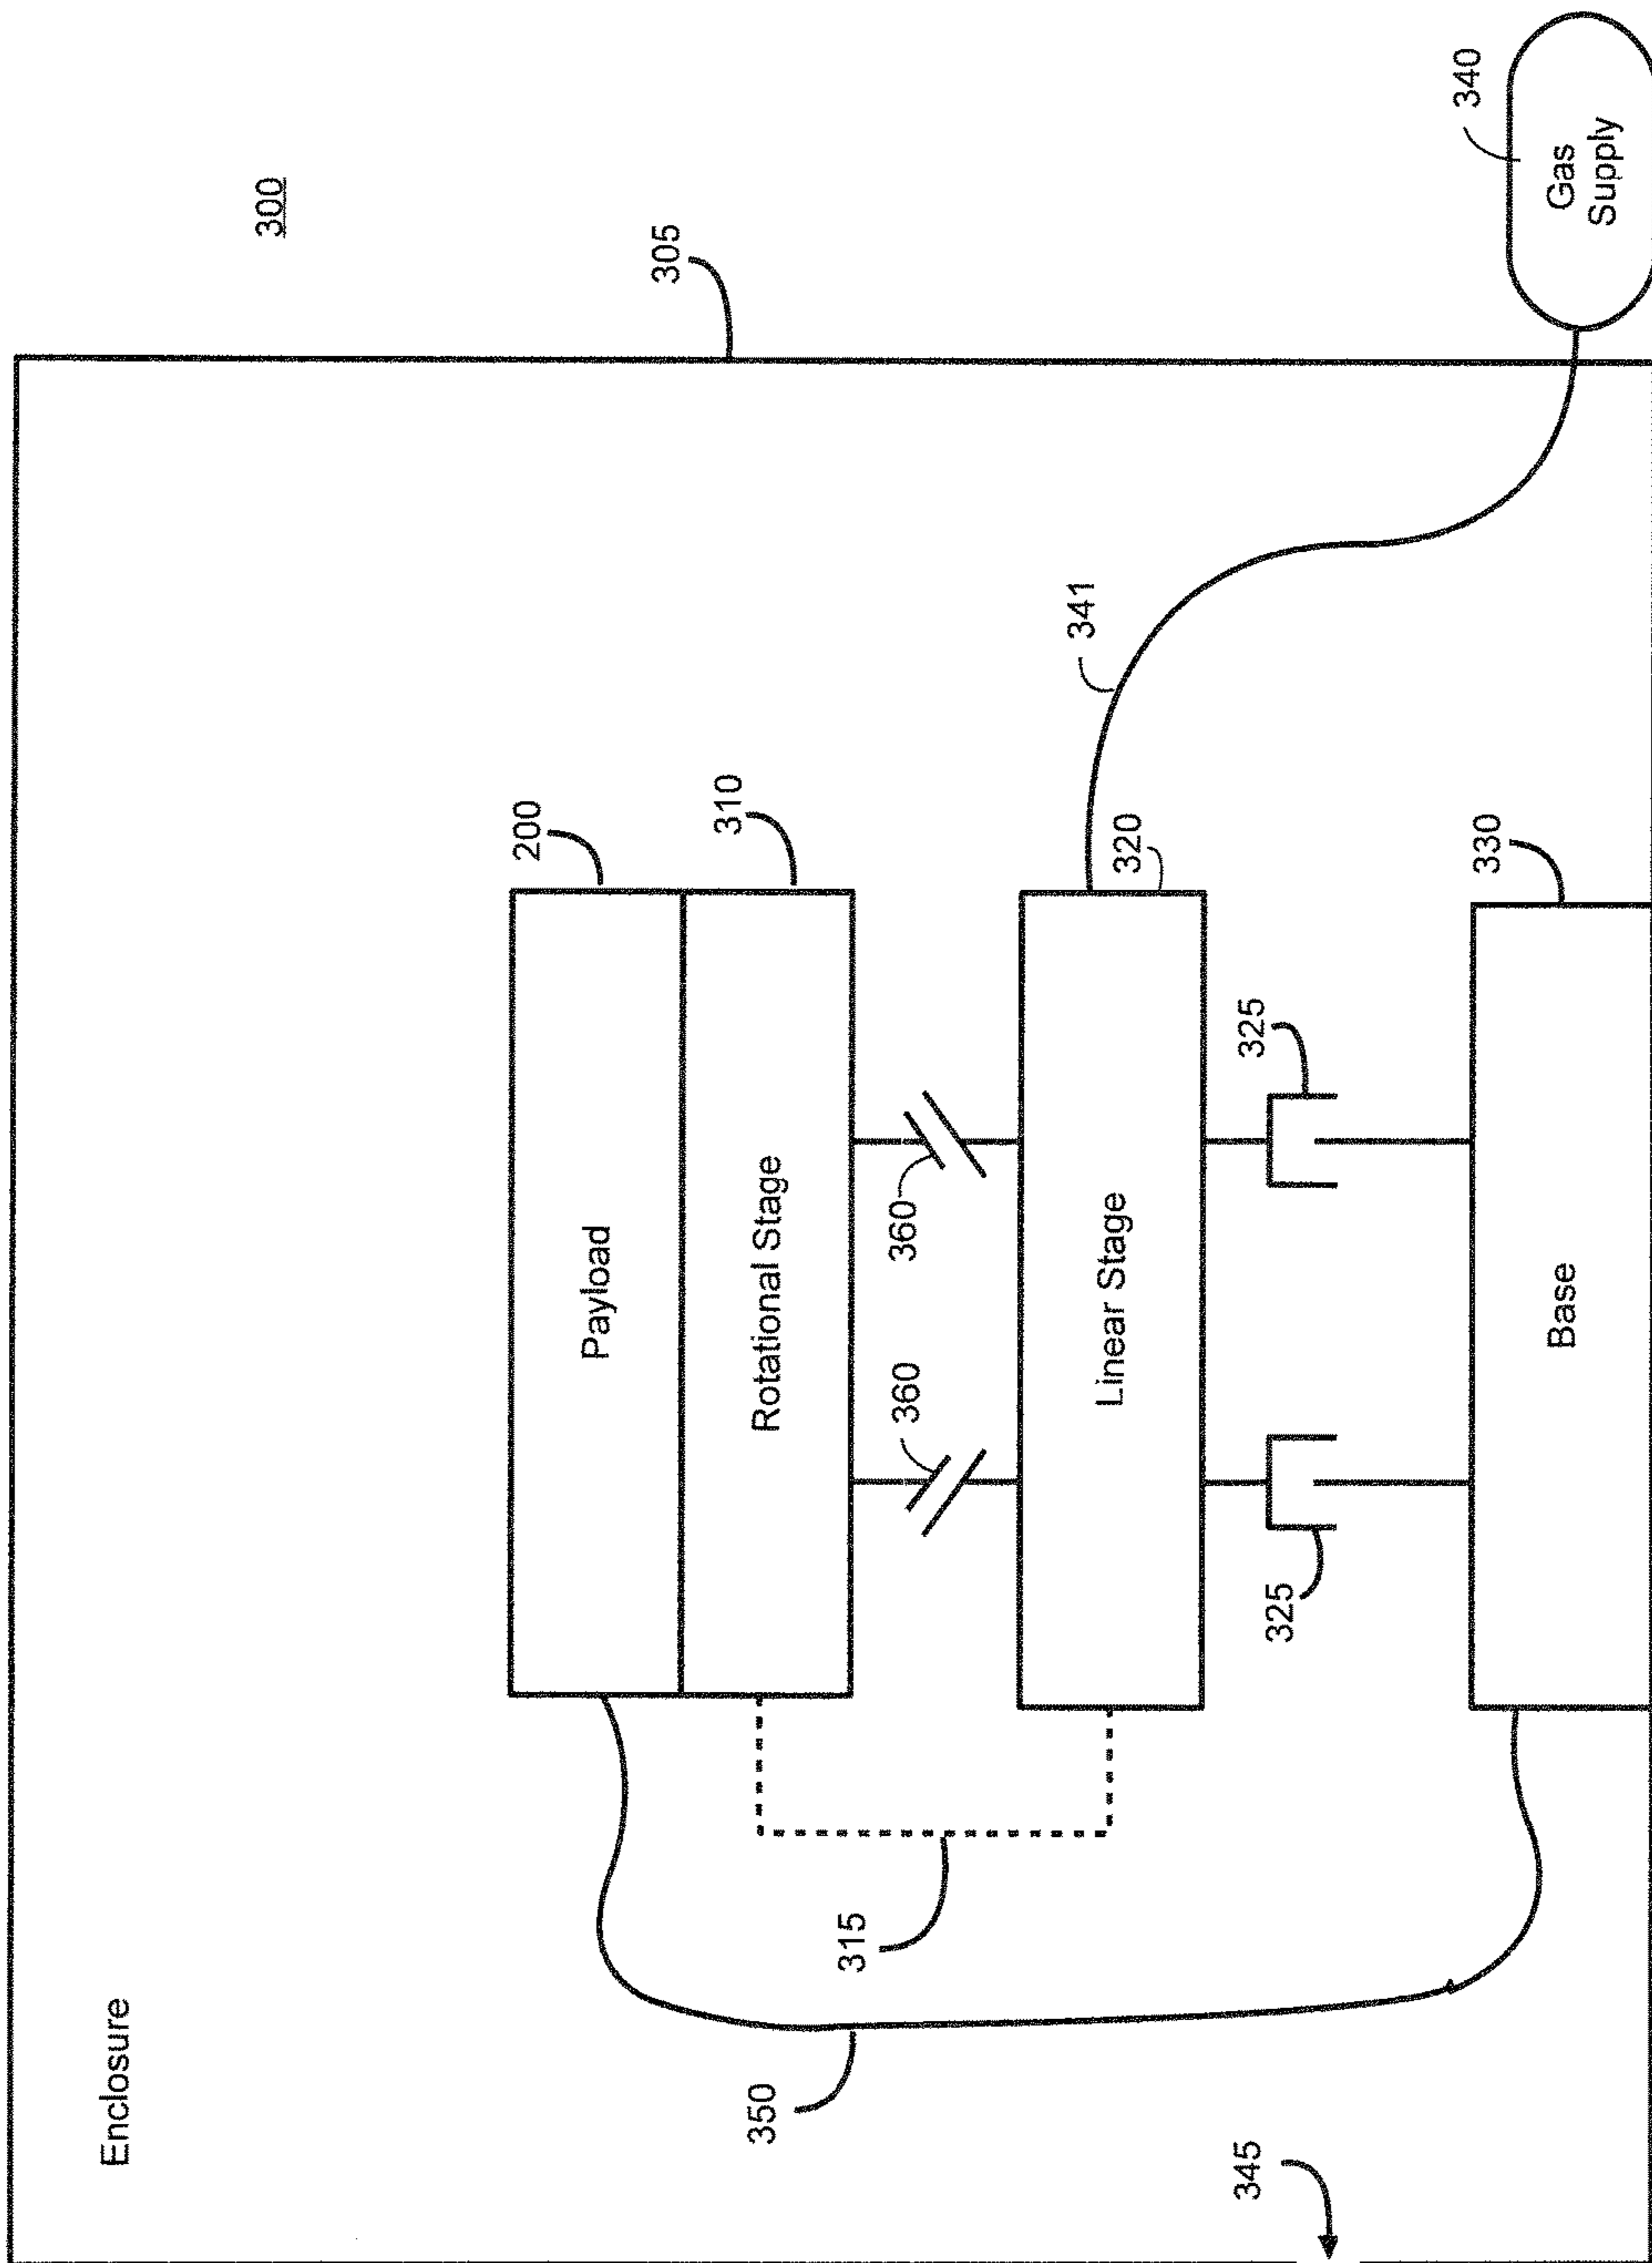 300
Enclosure
305
200
Payload
310
Rotational Stage
350
315
360
360
341
Linear Stage
320
325
325
345
340
Gas
Supply
Base
330